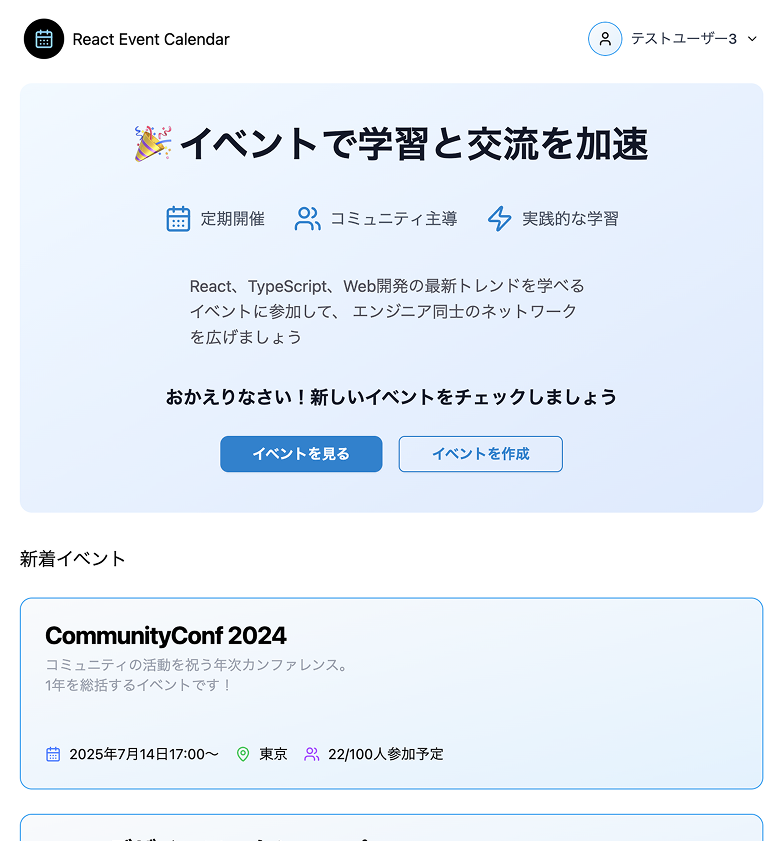 React Event Calendar
テストユーザー3
🎉 イベントで学習と交流を加速
定期開催
コミュニティ主導
実践的な学習
React、TypeScript、Web開発の最新トレンドを学べる
イベントに参加して、 エンジニア同士のネットワーク
を広げましょう
おかえりなさい！新しいイベントをチェックしましょう
イベントを見る
イベントを作成
新着イベント
CommunityConf 2024
コミュニティの活動を祝う年次カンファレンス。
1年を総括するイベントです！
2025年7月14日17:00〜
東京
22/100人参加予定